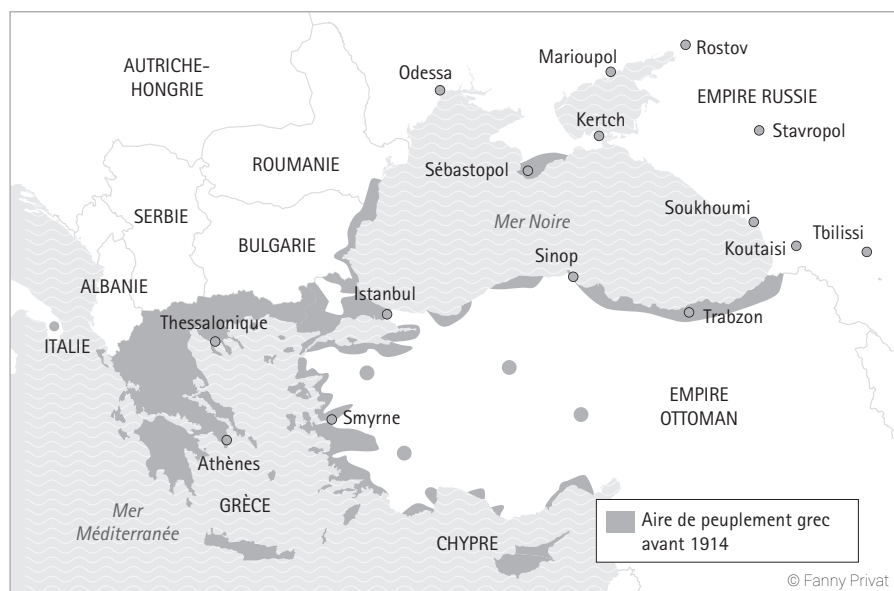 AUTRICHE-
HONGRIE
Odessa
Marioupol
Rostov
EMPIRE RUSSIE
Kertch
Stavropol
ROUMANIE
Sébastopol
SERBIE
Mer Noire
Soukhoumi
BULGARIE
Koutaisi
Tbilissi
Sinop
ALBANIE
Istanbul
Thessalonique
Trabzon
ITALIE
EMPIRE
OTTOMAN
Smyrne
Athènes
GRÈCE
Mer
Méditerranée
CHYPRE
Aire de peuplement grec
avant 1914
© Fanny Privat